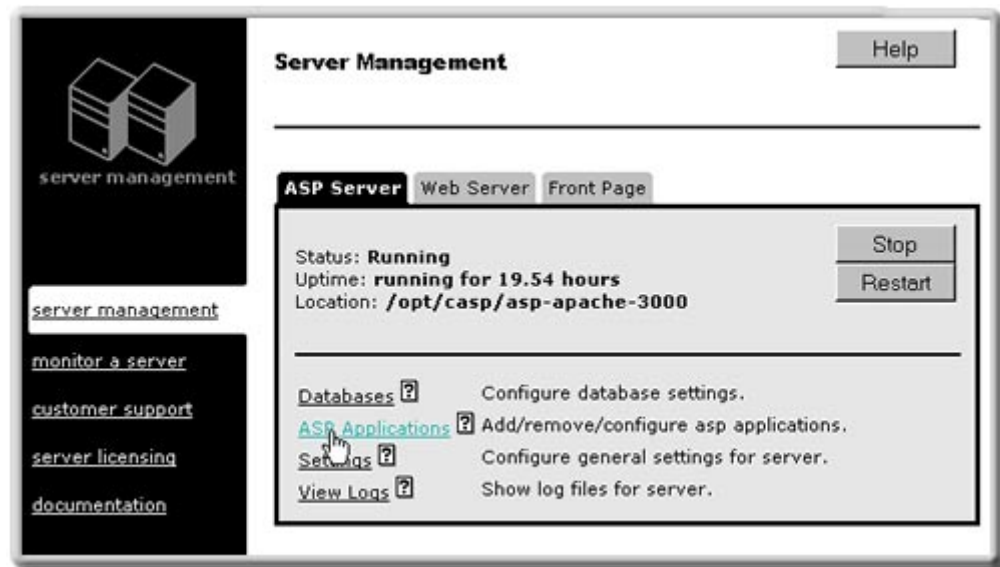 server management
server management
monitor a server
customer support
server licensing
documentation
Server Management
Help
ASP Server Web Server Front Page
Status: Running
Uptime: running for 19.54 hours
Location: /opt/casp/asp-apache-3000
Stop
Restart
Databases ? Configure database settings.
ASP Applications ? Add/remove/configure asp applications.
Settings ? Configure general settings for server.
View Logs ? Show log files for server.